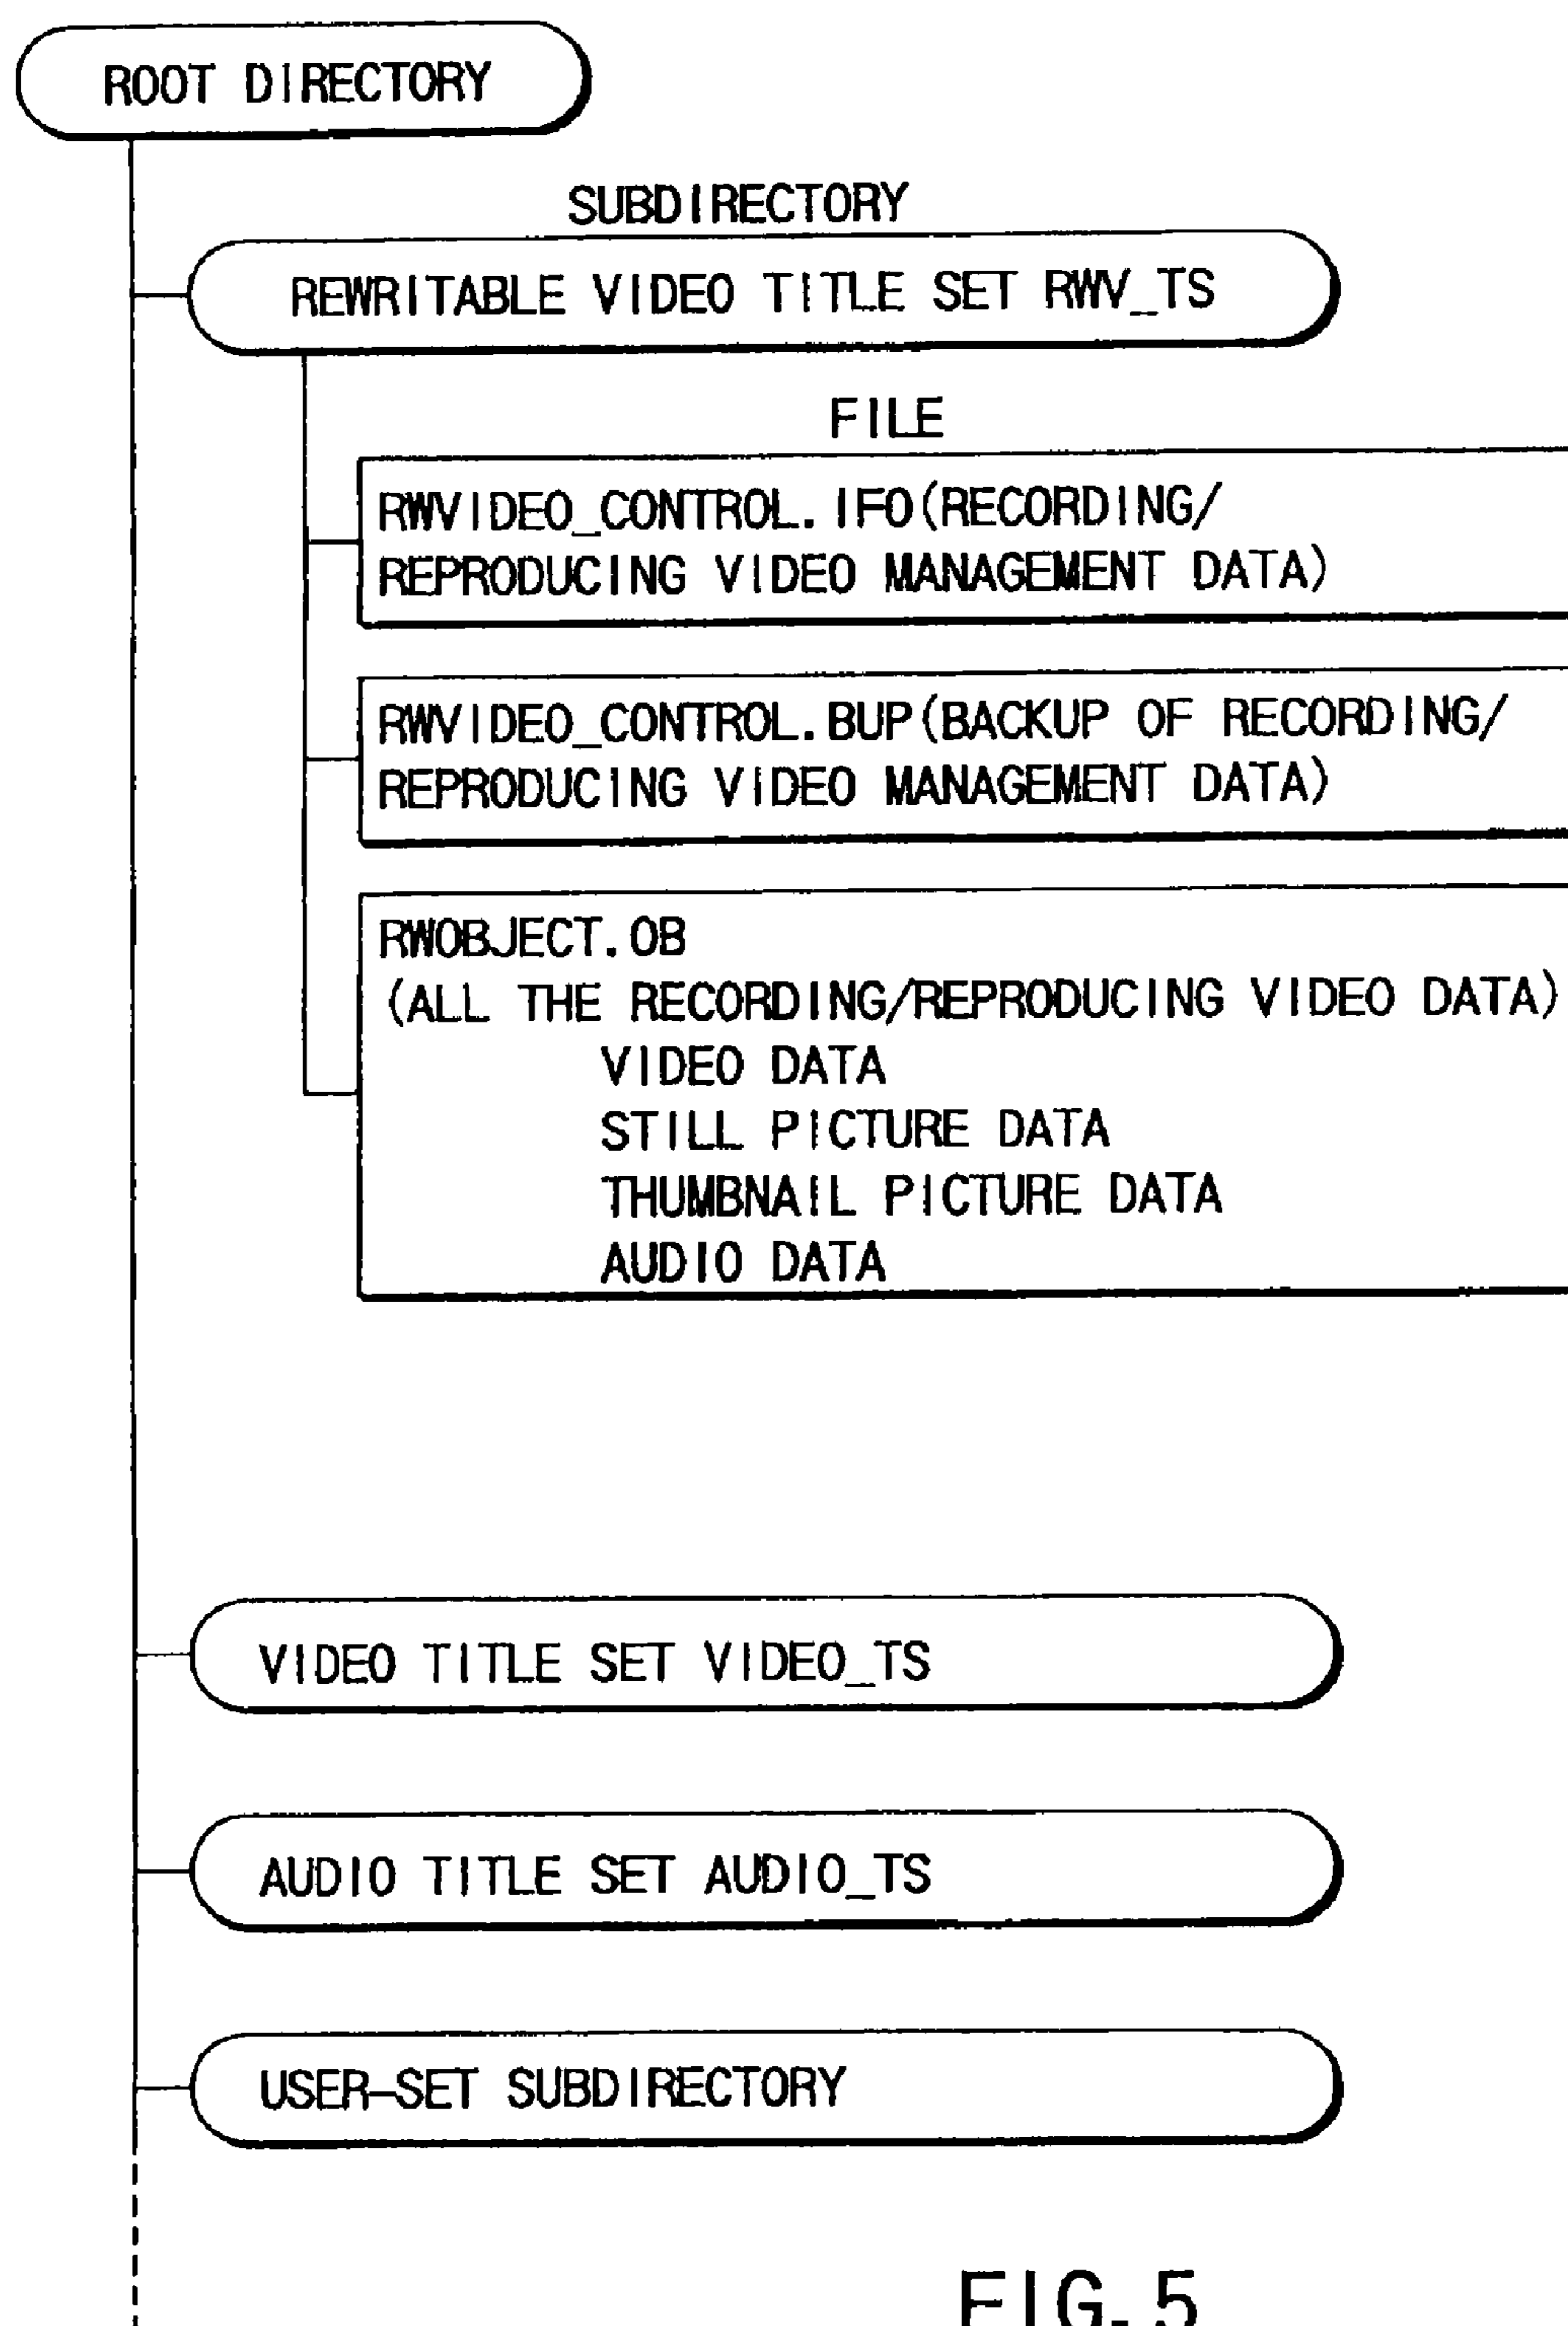 ROOT DIRECTORY
SUBDIRECTORY
REWRITABLE VIDEO TITLE SET RWV_TS
FILE
RWVIDEO_CONTROL.IFO(RECORDING/
REPRODUCING VIDEO MANAGEMENT DATA)
RWVIDEO_CONTROL.BUP(BACKUP OF RECORDING/
REPRODUCING VIDEO MANAGEMENT DATA)
RWOBJECT.OB
(ALL THE RECORDING/REPRODUCING VIDEO DATA)
VIDEO DATA
STILL PICTURE DATA
THUMBNAIL PICTURE DATA
AUDIO DATA
VIDEO TITLE SET VIDEO_TS
AUDIO TITLE SET AUDIO_TS
USER-SET SUBDIRECTORY
FIG. 5